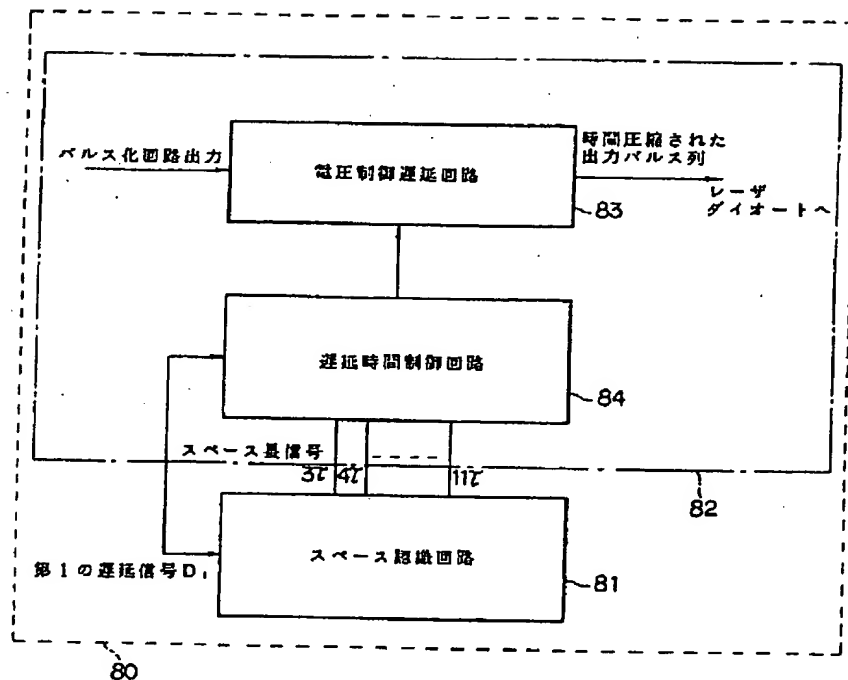 パルス化回路出力
電圧制御遅延回路
時間圧縮された
出力パルス列
レーザ
ダイオートへ
83
遅延時間制御回路
84
スペース長信号
3τ 4τ 11τ
82
第1の遅延信号D₁
スペース認識回路
81
80